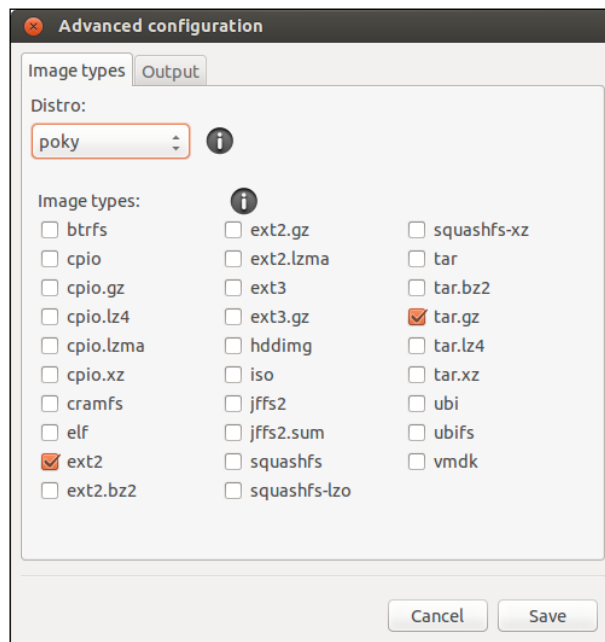 Advanced configuration
Image types
Output
Distro:
poky
Image types:
btrfs
cpio
cpio.gz
cpio.lz4
cpio.lzma
cpio.xz
cramfs
elf
ext2
ext2.bz2
ext2.gz
ext2.lzma
ext3
ext3.gz
hddimg
iso
jffs2
jffs2.sum
squashfs
squashfs-lzo
squashfs-xz
tar
tar.bz2
tar.gz
tar.lz4
tar.xz
ubi
ubifs
vmdk
Cancel
Save